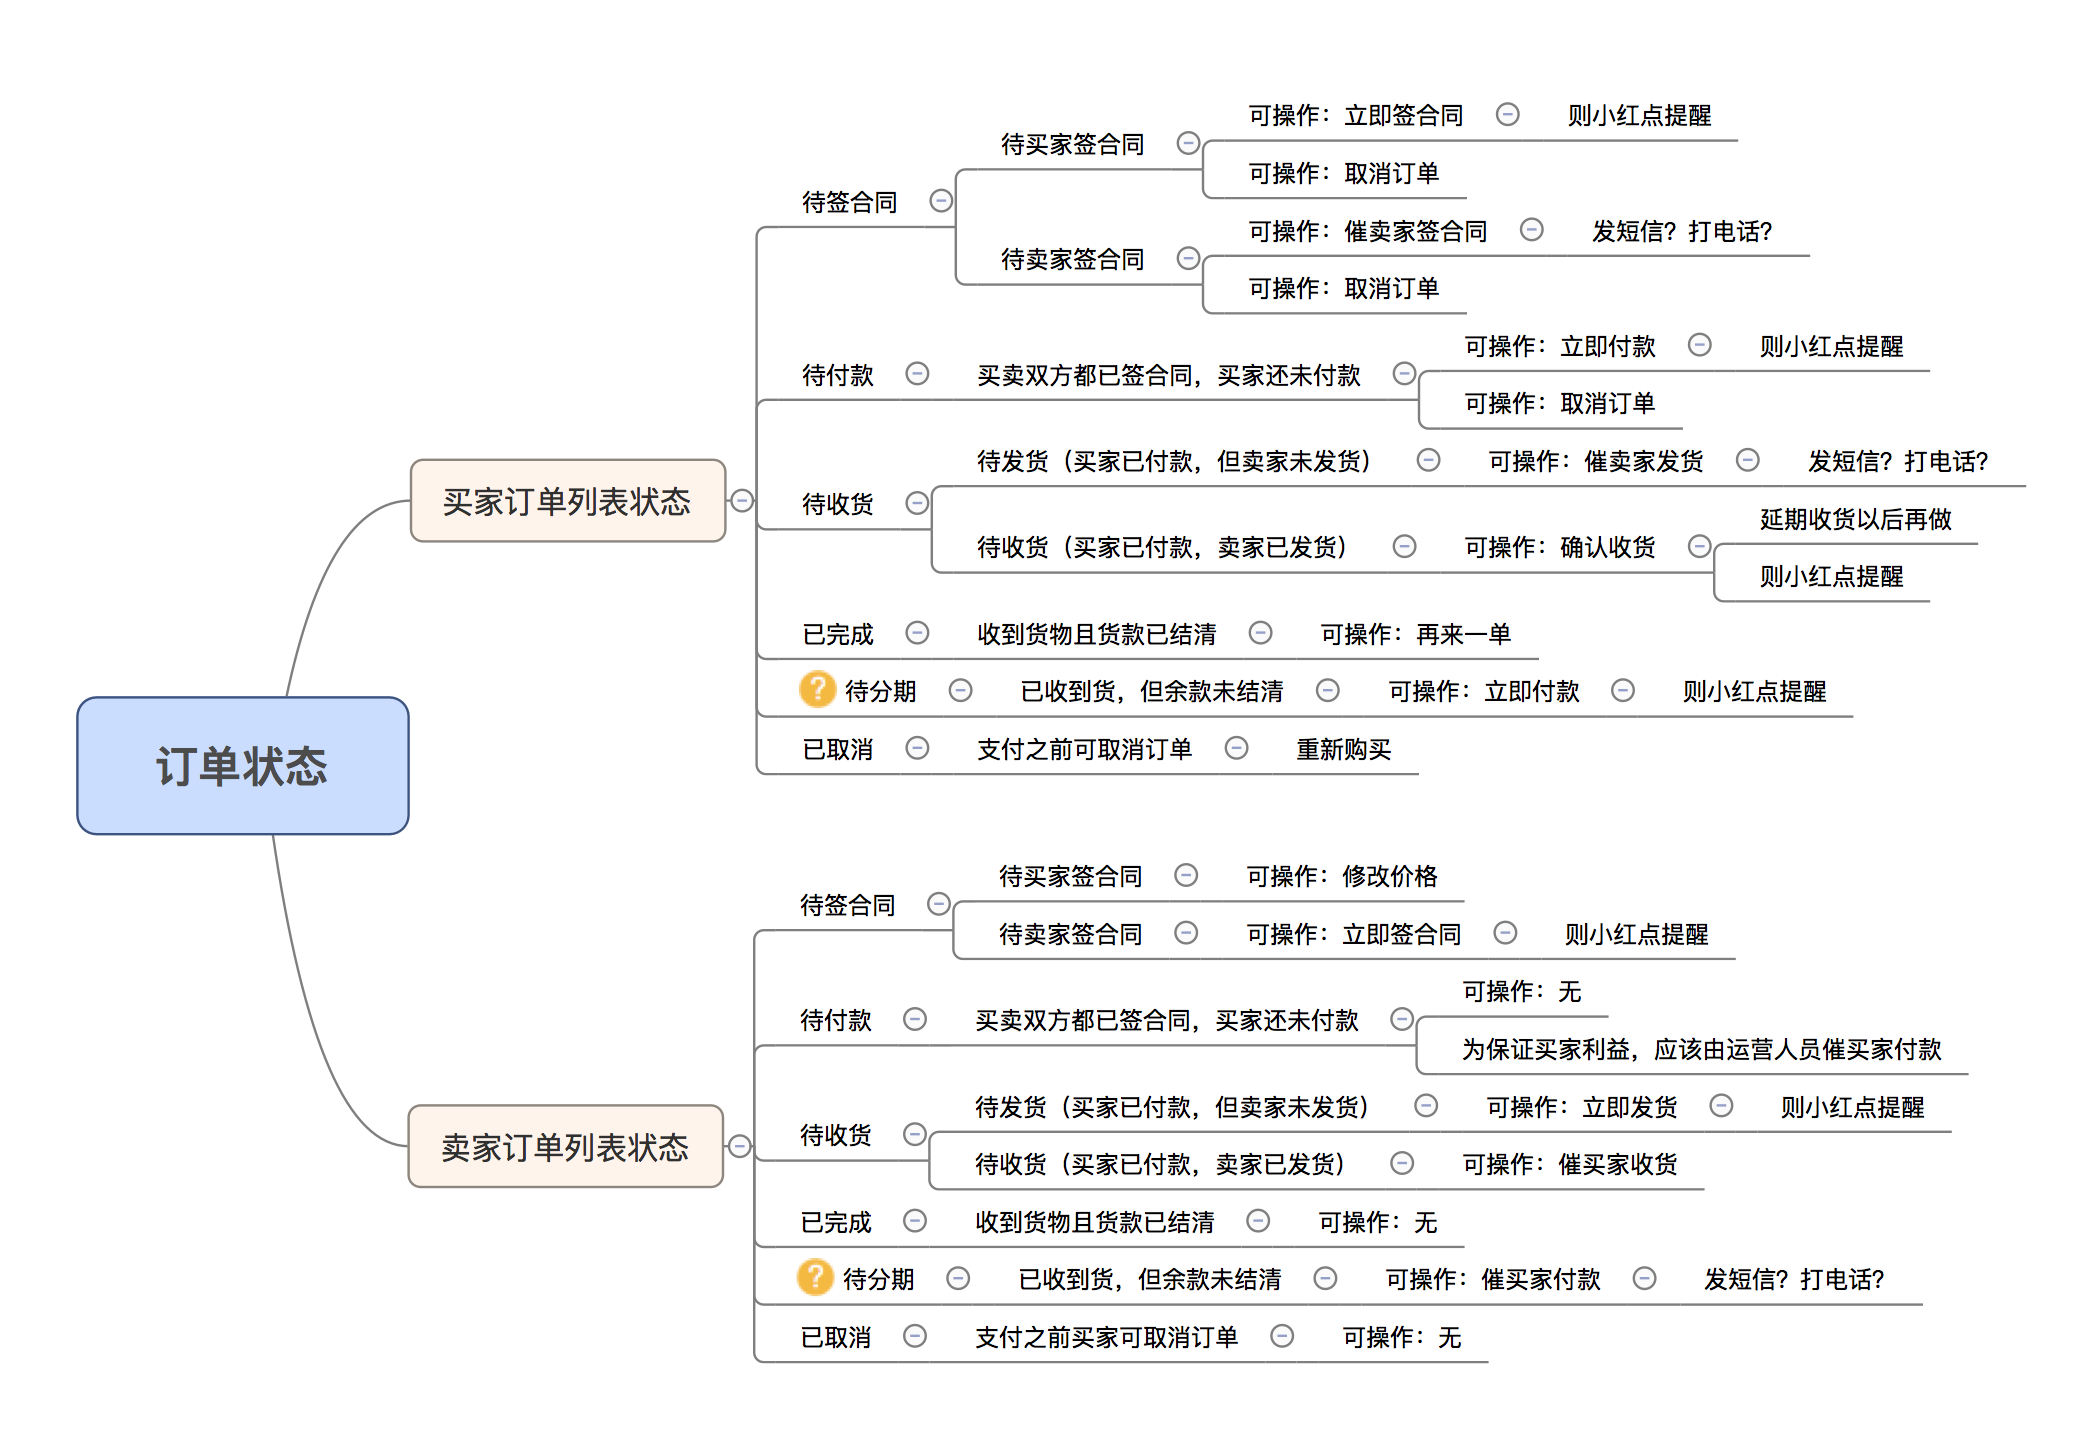 订单状态
买家订单列表状态
待签合同
待买家签合同
可操作：立即签合同
则小红点提醒
可操作：取消订单
待卖家签合同
可操作：催卖家签合同
发短信？打电话？
可操作：取消订单
待付款
买卖双方都已签合同，买家还未付款
可操作：立即付款
则小红点提醒
可操作：取消订单
待收货
待发货（买家已付款，但卖家未发货）
可操作：催卖家发货
发短信？打电话？
待收货（买家已付款，卖家已发货）
可操作：确认收货
延期收货以后再做
则小红点提醒
已完成
收到货物且货款已结清
可操作：再来一单
?
待分期
已收到货，但余款未结清
可操作：立即付款
则小红点提醒
已取消
支付之前可取消订单
重新购买
卖家订单列表状态
待签合同
待买家签合同
可操作：修改价格
待卖家签合同
可操作：立即签合同
则小红点提醒
待付款
买卖双方都已签合同，买家还未付款
可操作：无
为保证买家利益，应该由运营人员催买家付款
待收货
待发货（买家已付款，但卖家未发货）
可操作：立即发货
则小红点提醒
待收货（买家已付款，卖家已发货）
可操作：催买家收货
已完成
收到货物且货款已结清
可操作：无
?
待分期
已收到货，但余款未结清
可操作：催买家付款
发短信？打电话？
已取消
支付之前买家可取消订单
可操作：无